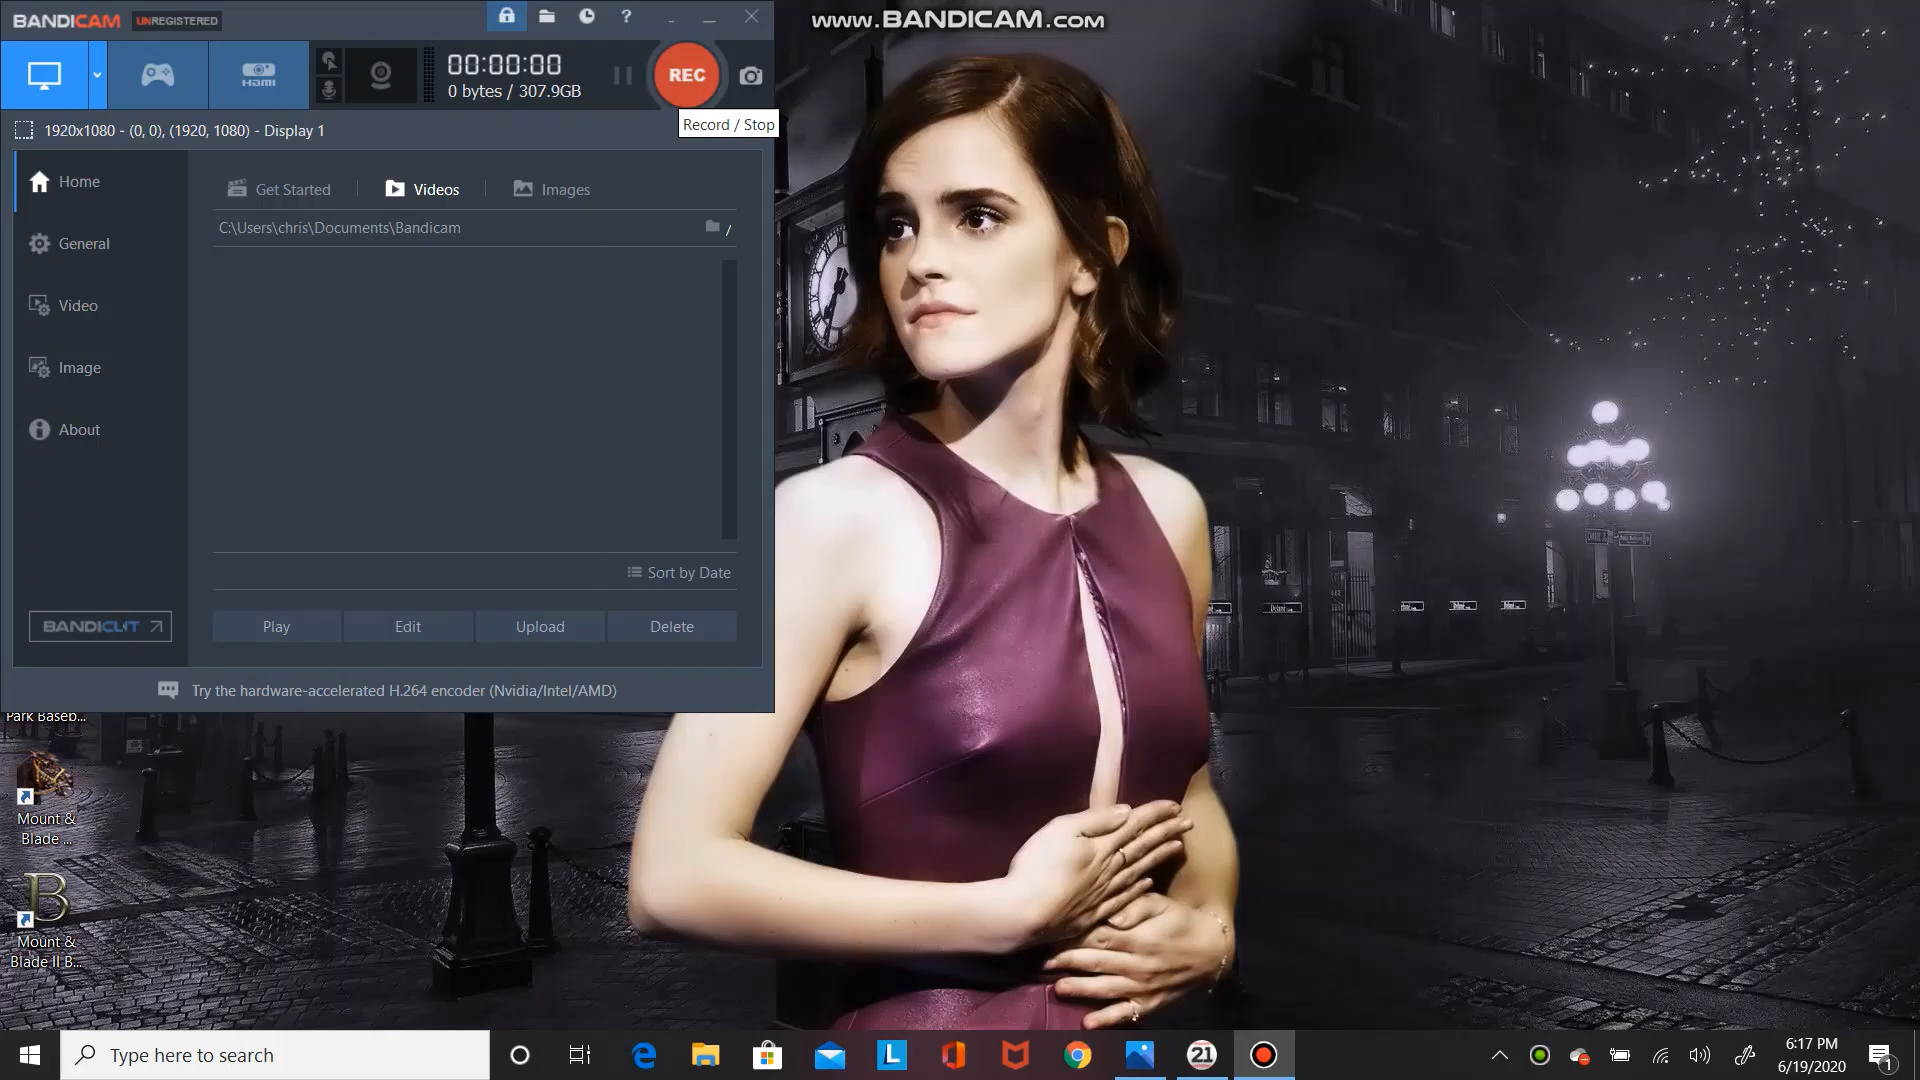 BANDICAM UNREGISTERED
?
www.BANDICAM.com
HDMI
00:00:00
0 bytes / 307.9GB
REC
Record / Stop
1920x1080 - (0, 0), (1920, 1080) - Display 1
Home
General
Video
Image
About
Get Started
Videos
Images
C:\Users\chris\Documents\Bandicam
/
Sort by Date
BANDICUT
Play
Edit
Upload
Delete
Try the hardware-accelerated H.264 encoder (Nvidia/Intel/AMD)
Park Baseb...
Mount &
Blade ...
Mount &
Blade II B...
Type here to search
L
21
6:17 PM
6/19/2020
1